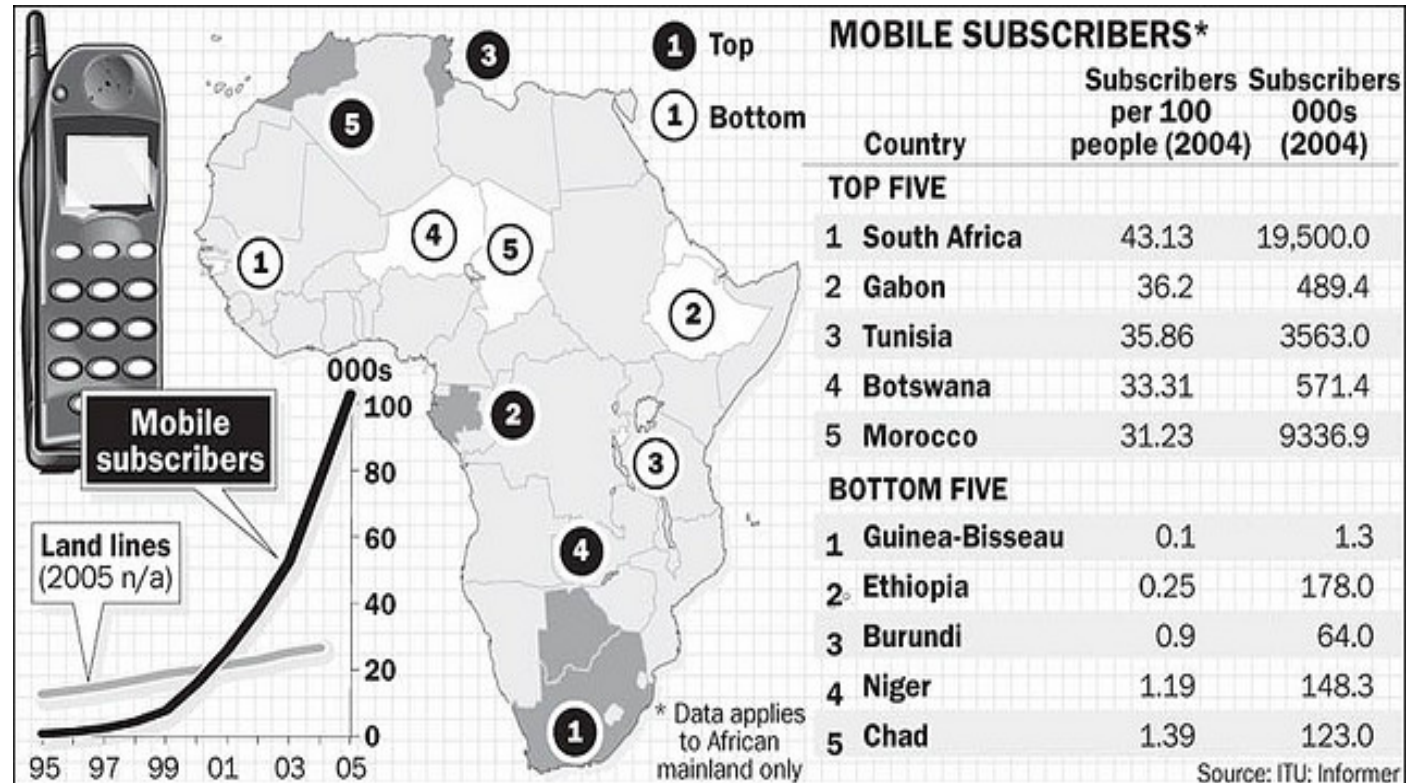 1 Top
1 Bottom
3
5
4
5
1
2
2
3
4
1
000s
100
80
60
40
20
0
Mobile
subscribers
Land lines
(2005 n/a)
95 97 99 01 03 05
* Data applies
to African
mainland only
MOBILE SUBSCRIBERS*
Subscribers Subscribers
per 100 000s
Country people (2004) (2004)
TOP FIVE
1 South Africa 43.13 19,500.0
2 Gabon 36.2 489.4
3 Tunisia 35.86 3563.0
4 Botswana 33.31 571.4
5 Morocco 31.23 9336.9
BOTTOM FIVE
1 Guinea-Bisseau 0.1 1.3
2 Ethiopia 0.25 178.0
3 Burundi 0.9 64.0
4 Niger 1.19 148.3
5 Chad 1.39 123.0
Source: ITU; Informer